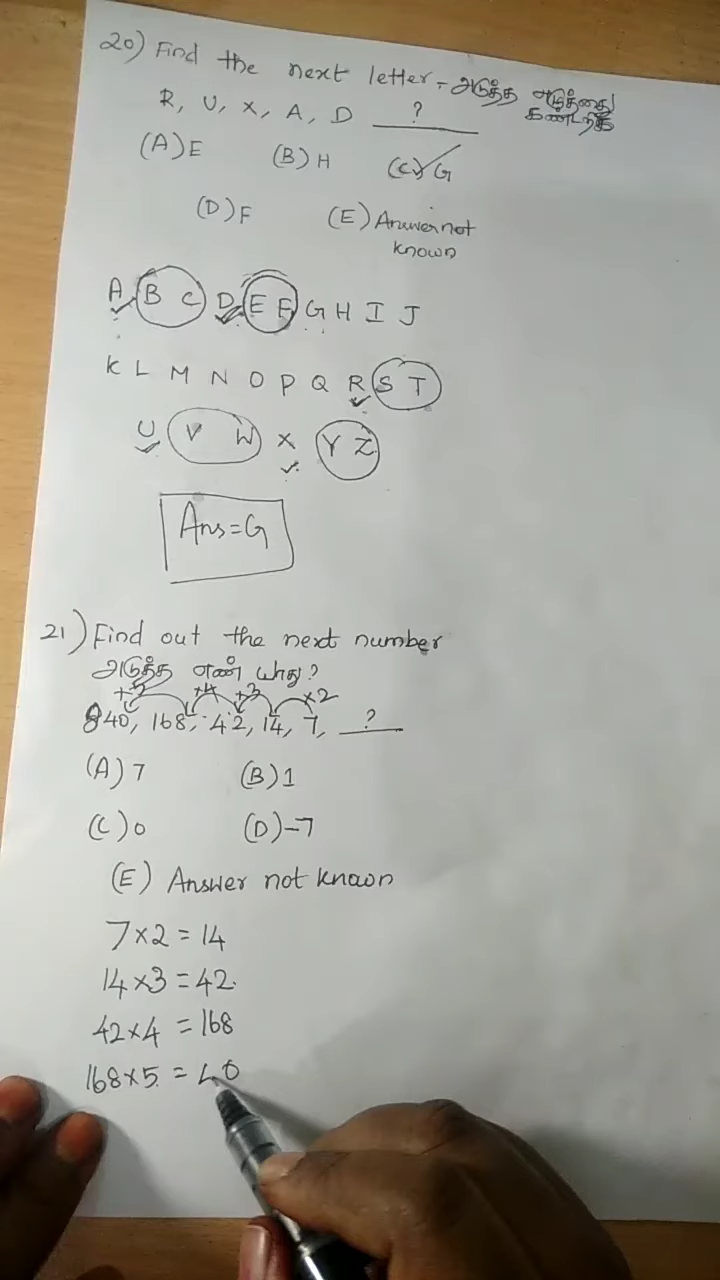 20) Find the next letter - அடுத்த எழுத்தை
கண்டறிக
R, U, X, A, D ?
(A) E (B) H (C) G
(D) F (E) Answer not
known
A B C D E F G H I J
K L M N O P Q R S T
U V W X Y Z
Ans = G
21) Find out the next number
அடுத்த எண் யாது?
840, 168, 42, 14, 7, ?
(A) 7 (B) 1
(C) 0 (D) -7
(E) Answer not known
7 × 2 = 14
14 × 3 = 42.
42 × 4 = 168
168 × 5 = 40